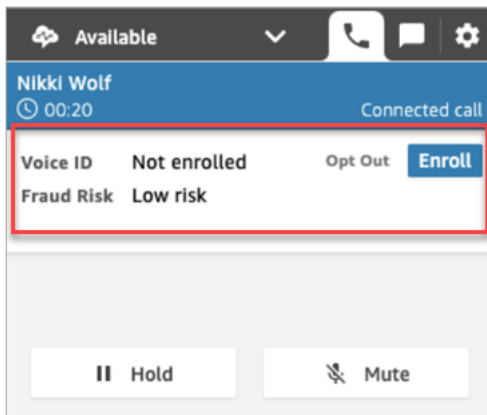 Available
Nikki Wolf
00:20 Connected call
Voice ID Not enrolled Opt Out Enroll
Fraud Risk Low risk
Hold Mute